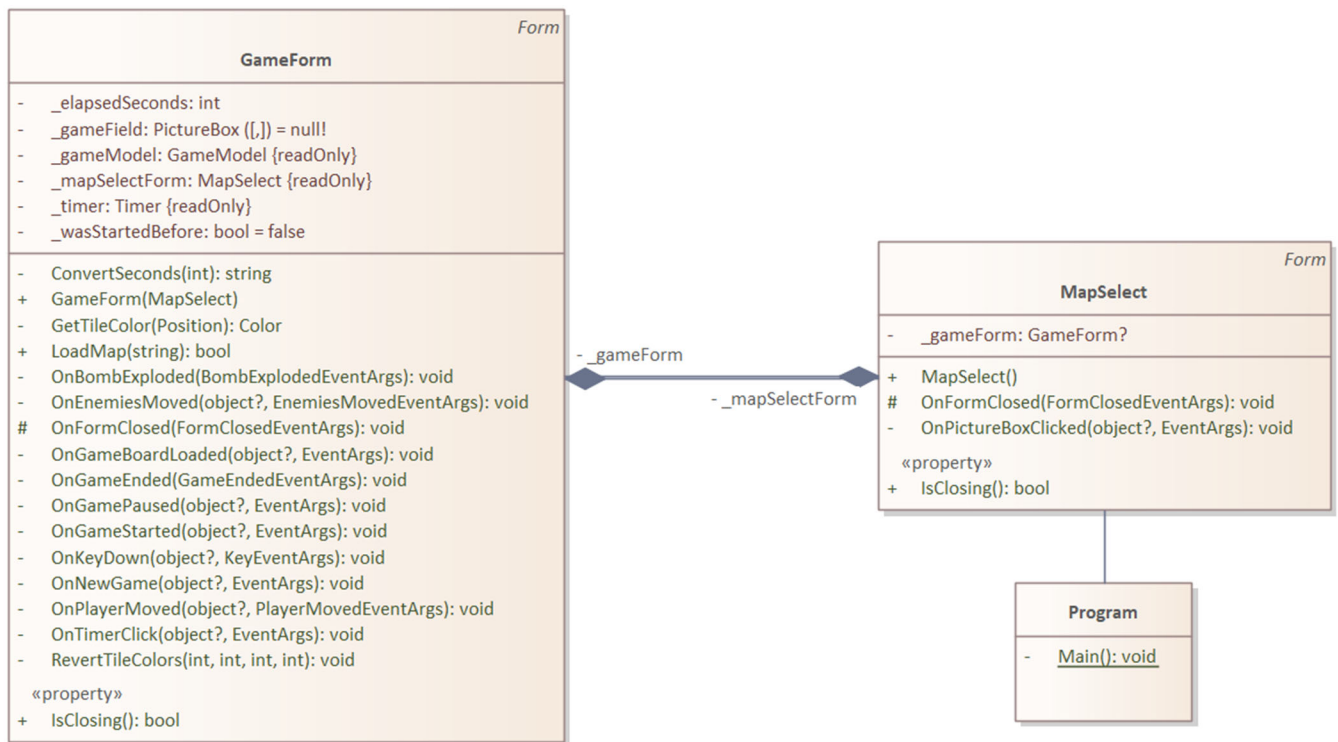 Form
GameForm
- _elapsedSeconds: int
- _gameField: PictureBox ([,]) = null!
- _gameModel: GameModel {readOnly}
- _mapSelectForm: MapSelect {readOnly}
- _timer: Timer {readOnly}
- _wasStartedBefore: bool = false
- ConvertSeconds(int): string
+ GameForm(MapSelect)
- GetTileColor(Position): Color
+ LoadMap(string): bool
- OnBombExploded(BombExplodedEventArgs): void
- OnEnemiesMoved(object?, EnemiesMovedEventArgs): void
# OnFormClosed(FormClosedEventArgs): void
- OnGameBoardLoaded(object?, EventArgs): void
- OnGameEnded(GameEndedEventArgs): void
- OnGamePaused(object?, EventArgs): void
- OnGameStarted(object?, EventArgs): void
- OnKeyDown(object?, KeyEventArgs): void
- OnNewGame(object?, EventArgs): void
- OnPlayerMoved(object?, PlayerMovedEventArgs): void
- OnTimerClick(object?, EventArgs): void
- RevertTileColors(int, int, int, int): void
«property»
+ IsClosing(): bool
- _gameForm
- _mapSelectForm
Form
MapSelect
- _gameForm: GameForm?
+ MapSelect()
# OnFormClosed(FormClosedEventArgs): void
- OnPictureBoxClicked(object?, EventArgs): void
«property»
+ IsClosing(): bool
Program
- Main(): void